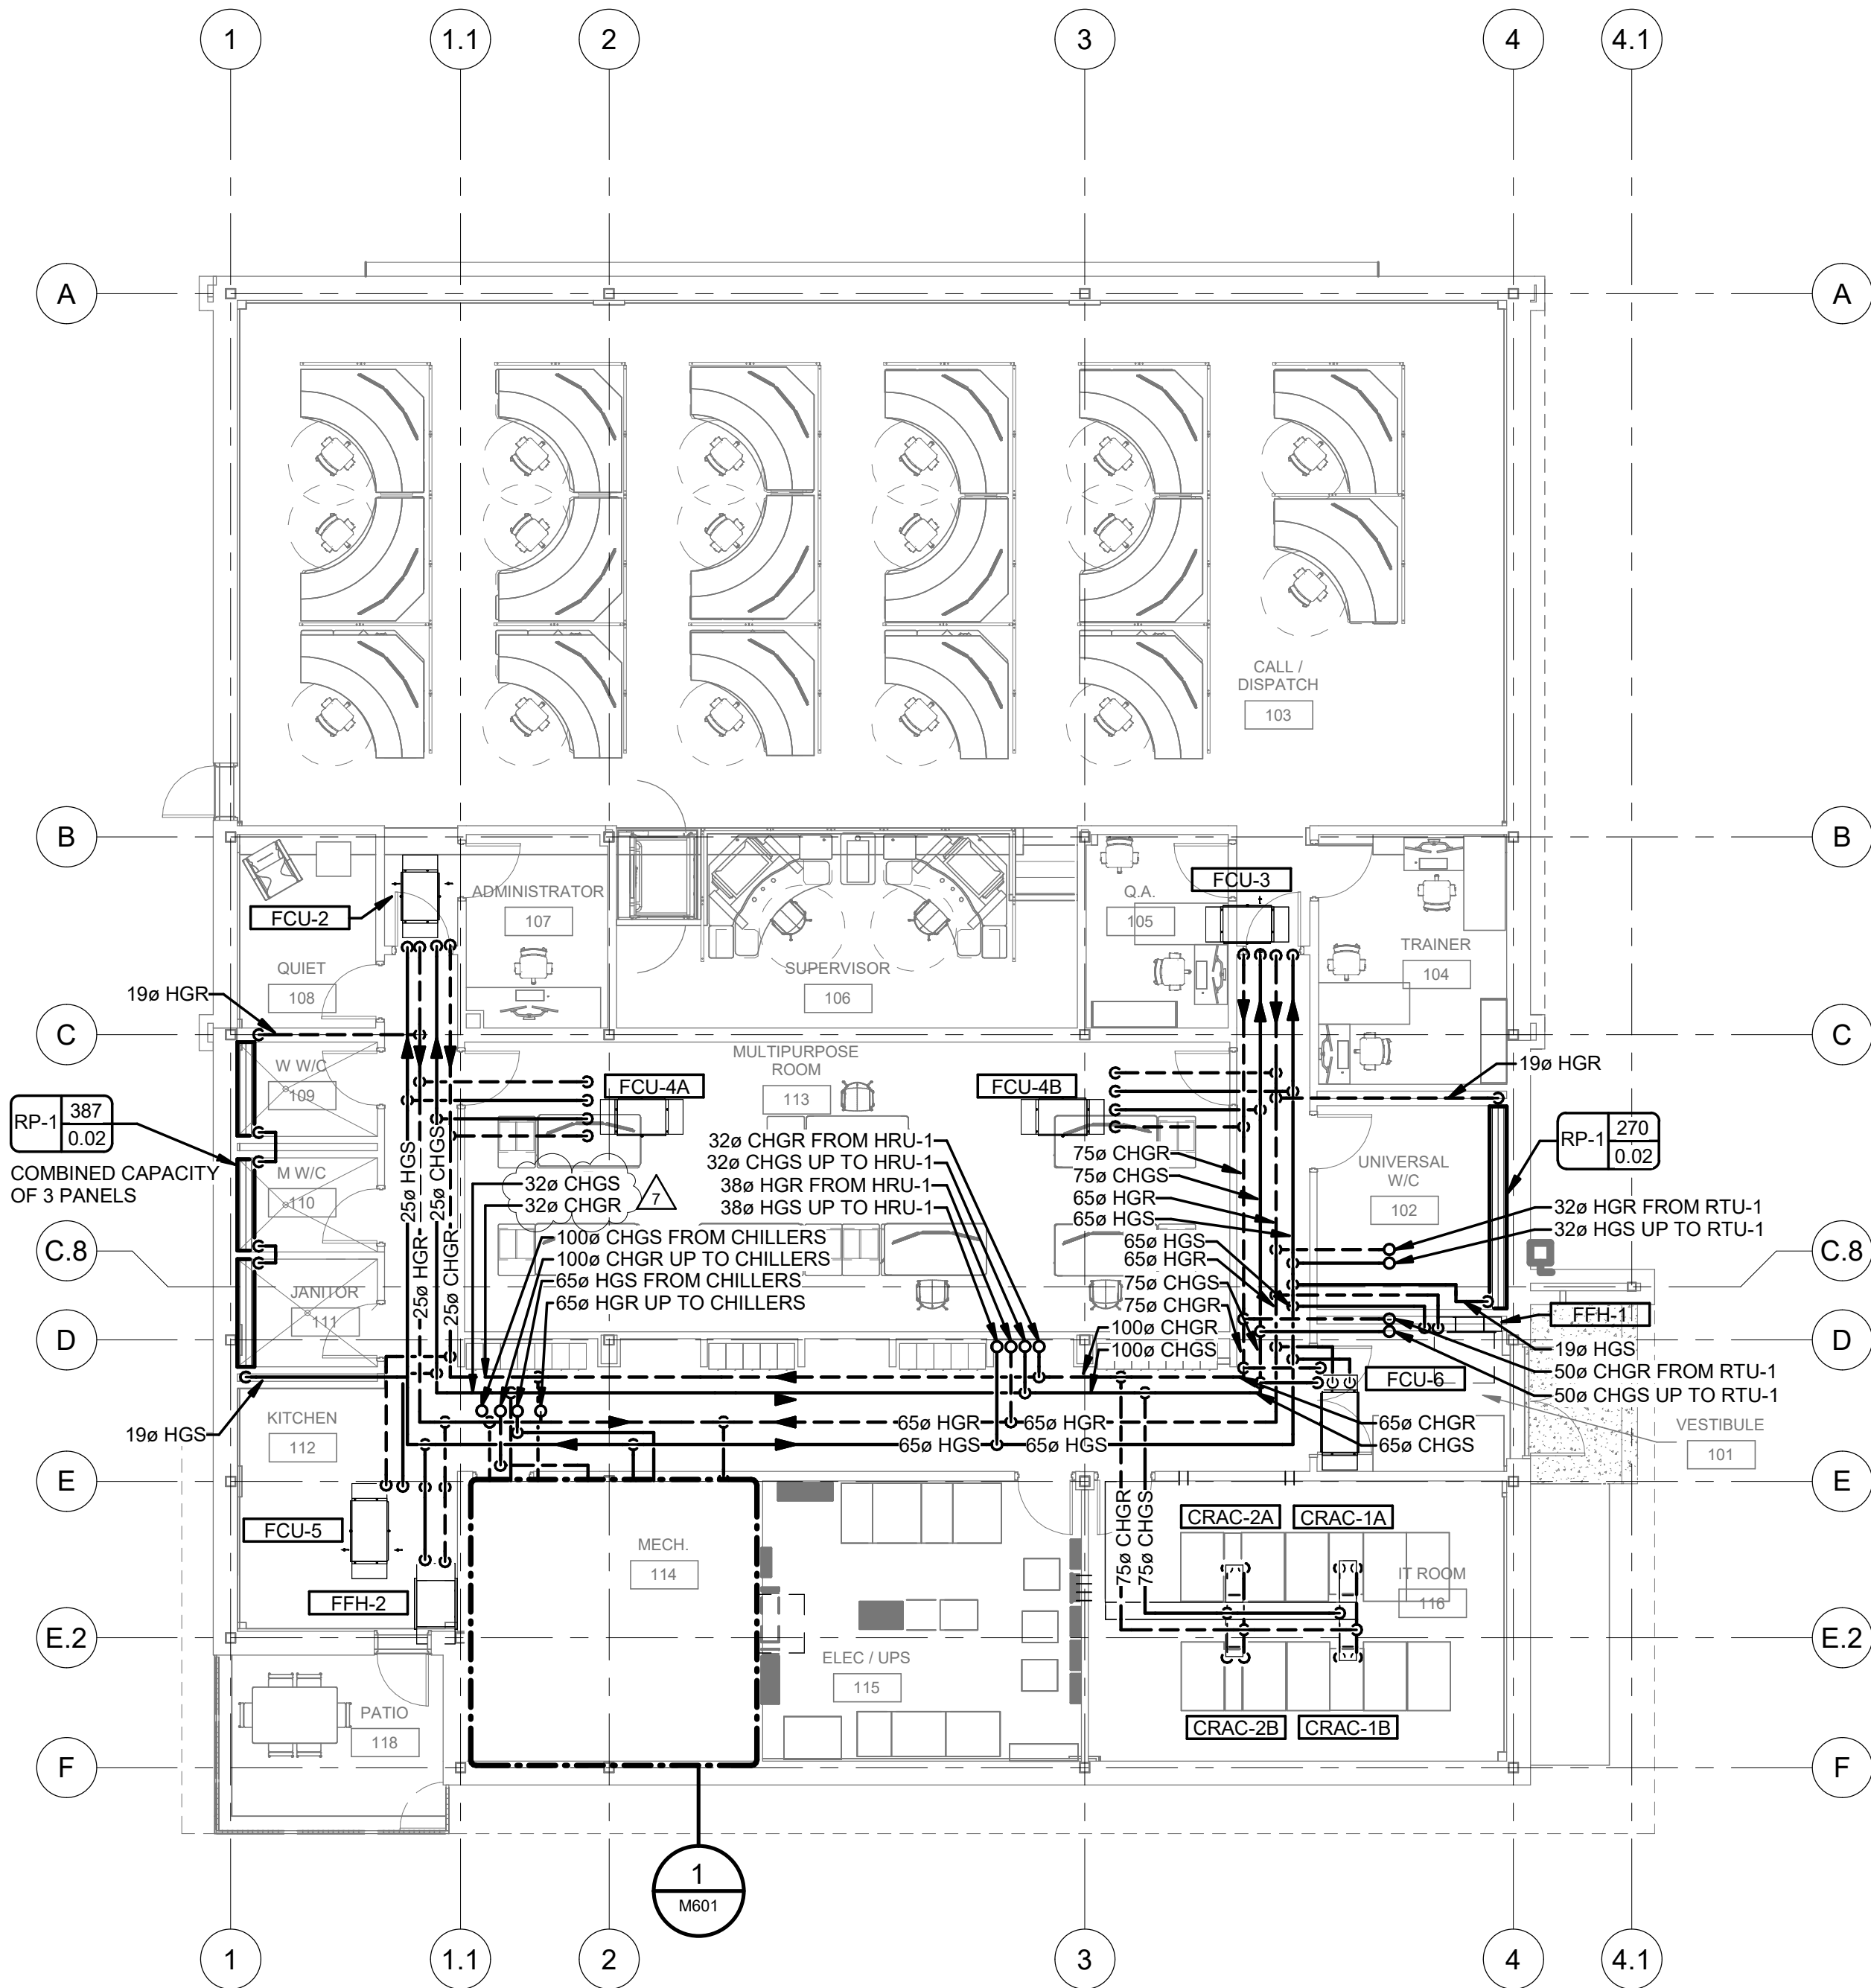 1
1.1
2
3
4
4.1
A
A
CALL /
DISPATCH
103
B
B
ADMINISTRATOR
107
FCU-2
FCU-3
Q.A.
105
TRAINER
104
QUIET
108
SUPERVISOR
106
19ø HGR
C
C
W W/C
109
MULTIPURPOSE
ROOM
113
FCU-4A
FCU-4B
19ø HGR
RP-1
387
0.02
COMBINED CAPACITY
OF 3 PANELS
M W/C
110
RP-1
270
0.02
UNIVERSAL
W/C
102
25ø HGS
25ø HGR
25ø CHGS
25ø CHGR
32ø CHGS
32ø CHGR
7
32ø CHGR FROM HRU-1
32ø CHGS UP TO HRU-1
38ø HGR FROM HRU-1
38ø HGS UP TO HRU-1
75ø CHGR
75ø CHGS
65ø HGR
65ø HGS
65ø HGS
65ø HGR
75ø CHGS
75ø CHGR
100ø CHGR
100ø CHGS
32ø HGR FROM RTU-1
32ø HGS UP TO RTU-1
C.8
C.8
100ø CHGS FROM CHILLERS
100ø CHGR UP TO CHILLERS
65ø HGS FROM CHILLERS
65ø HGR UP TO CHILLERS
JANITOR
111
FFH-1
D
D
19ø HGS
50ø CHGR FROM RTU-1
50ø CHGS UP TO RTU-1
FCU-6
KITCHEN
112
19ø HGS
65ø HGR
65ø HGR
65ø HGS
65ø HGS
65ø CHGR
65ø CHGS
VESTIBULE
101
E
E
FCU-5
FFH-2
MECH.
114
75ø CHGR
75ø CHGS
CRAC-2A
CRAC-1A
IT ROOM
116
E.2
E.2
ELEC / UPS
115
PATIO
118
CRAC-2B
CRAC-1B
F
F
1
M601
1
1.1
2
3
4
4.1